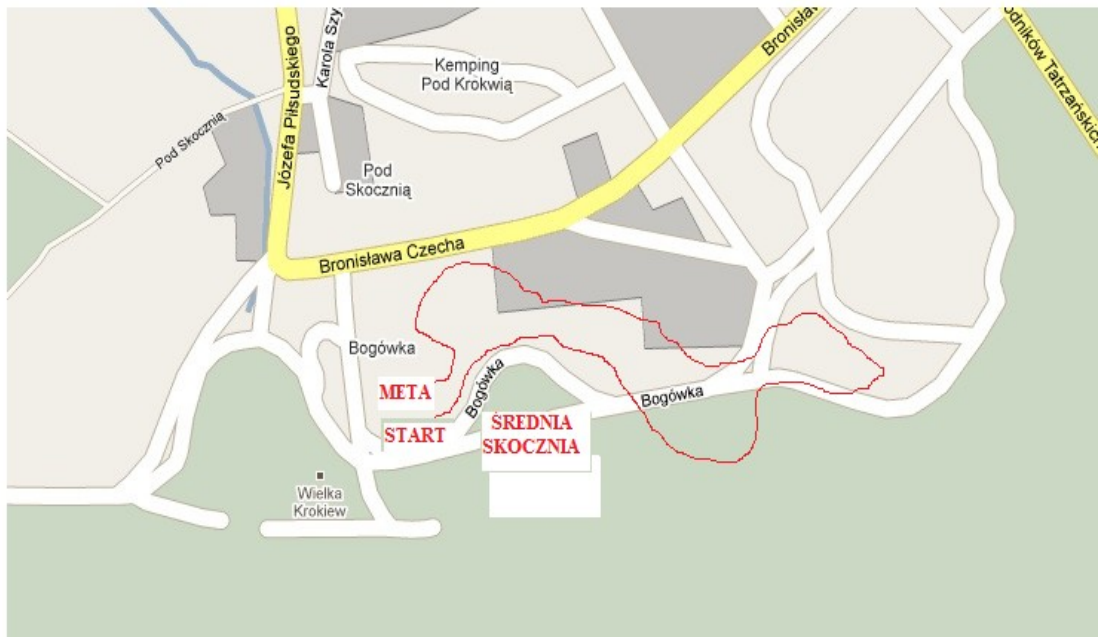 Józefa Piłsudskiego
Karola Szy
Bronisława
odników Tatrzańskich
Kemping
Pod Krokwią
Pod Skocznią
Pod
Skocznią
Bronisława Czecha
Bogówka
Bogówka
Bogówka
META
START
ŚREDNIA
SKOCZNIA
Wielka
Krokiew